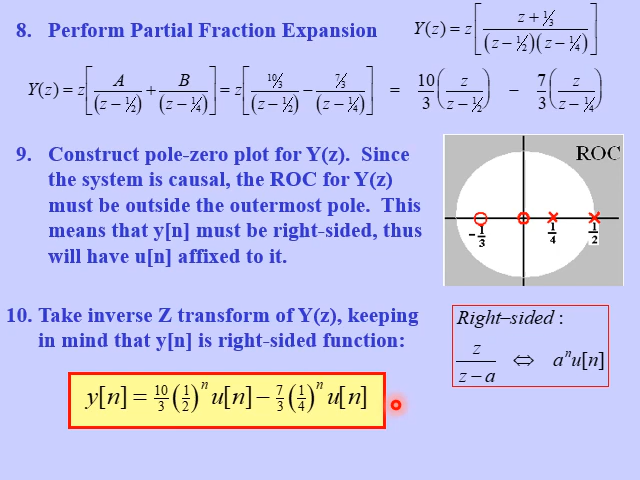 8. Perform Partial Fraction Expansion
Y(z) = z[ (z + 1/3) / ((z − 1/2)(z − 1/4)) ]
Y(z) = z[ A/(z − 1/2) + B/(z − 1/4) ] = z[ (10/3)/(z − 1/2) − (7/3)/(z − 1/4) ] = 10/3 ( z/(z − 1/2) ) − 7/3 ( z/(z − 1/4) )
9. Construct pole-zero plot for Y(z). Since
the system is causal, the ROC for Y(z)
must be outside the outermost pole. This
means that y[n] must be right-sided, thus
will have u[n] affixed to it.
ROC
−1/3 1/4 1/2
10. Take inverse Z transform of Y(z), keeping
in mind that y[n] is right-sided function:
Right–sided :
z/(z − a) ⇔ aⁿu[n]
y[n] = 10/3 (1/2)ⁿ u[n] − 7/3 (1/4)ⁿ u[n]